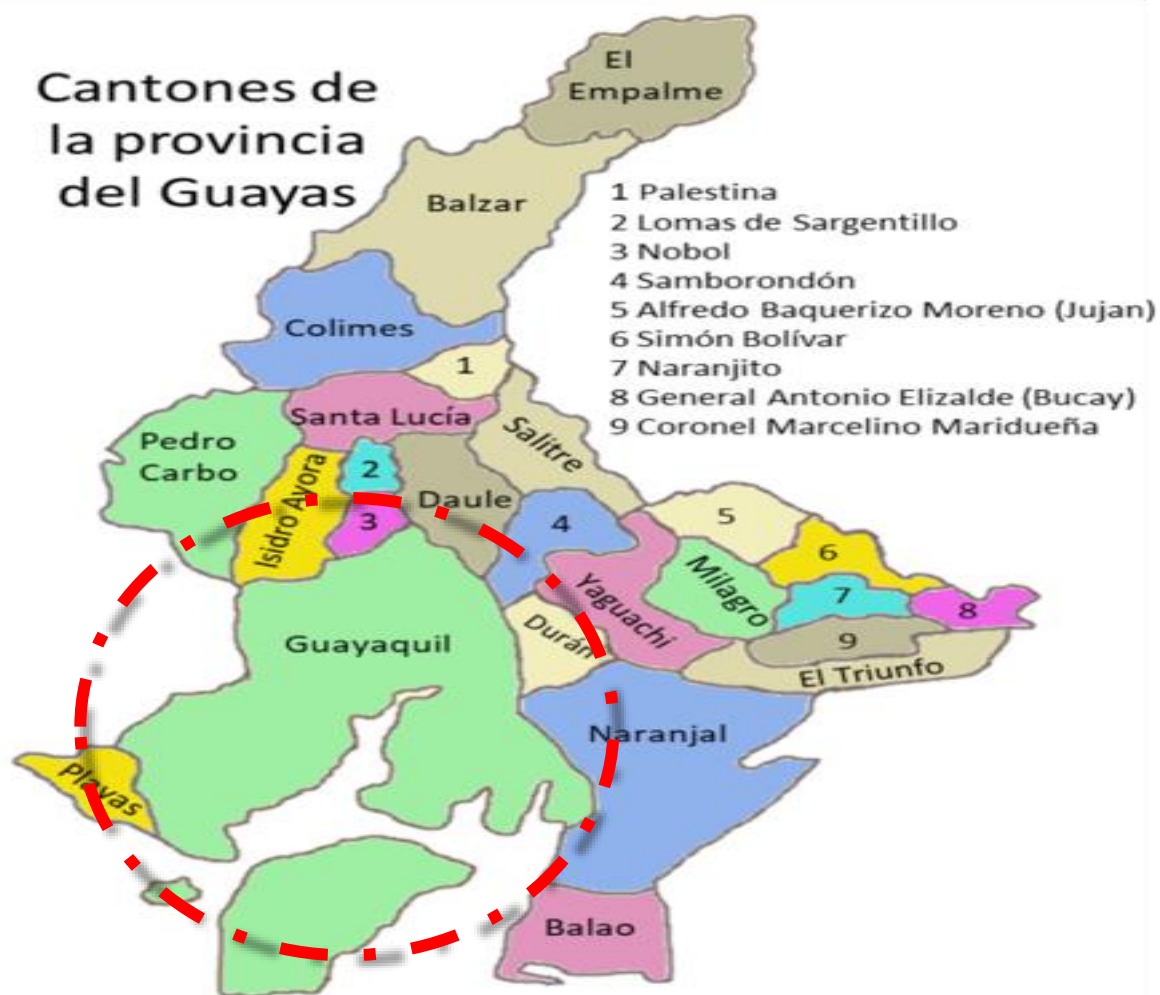 Cantones de
la provincia
del Guayas
El
Empalme
Balzar
1 Palestina
2 Lomas de Sargentillo
3 Nobol
4 Samborondón
5 Alfredo Baquerizo Moreno (Jujan)
6 Simón Bolívar
7 Naranjito
8 General Antonio Elizalde (Bucay)
9 Coronel Marcelino Maridueña
Colimes
1
Santa Lucía
Salitre
Pedro
Carbo
Isidro Ayora
2
Daule
3
4
5
6
Milagro
7
8
Yaguachi
9
Guayaquil
Durán
El Triunfo
Naranjal
Playas
Balao